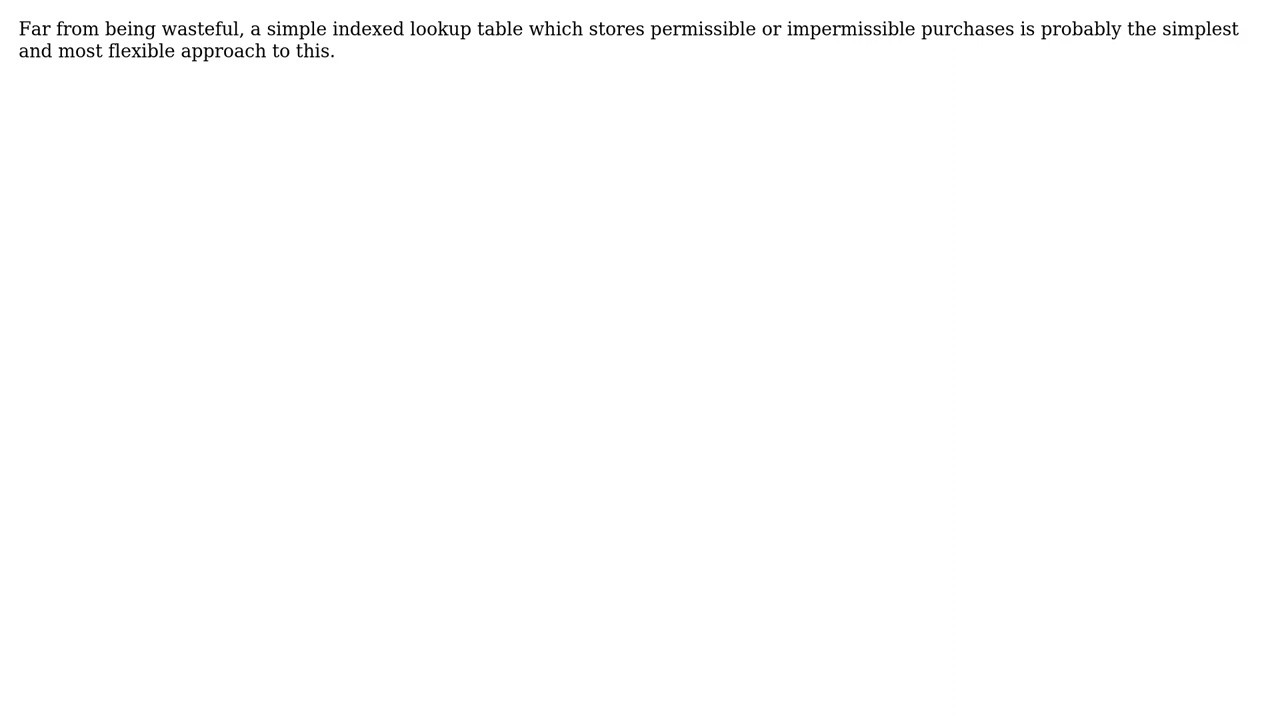 Far from being wasteful, a simple indexed lookup table which stores permissible or impermissible purchases is probably the simplest
and most flexible approach to this.